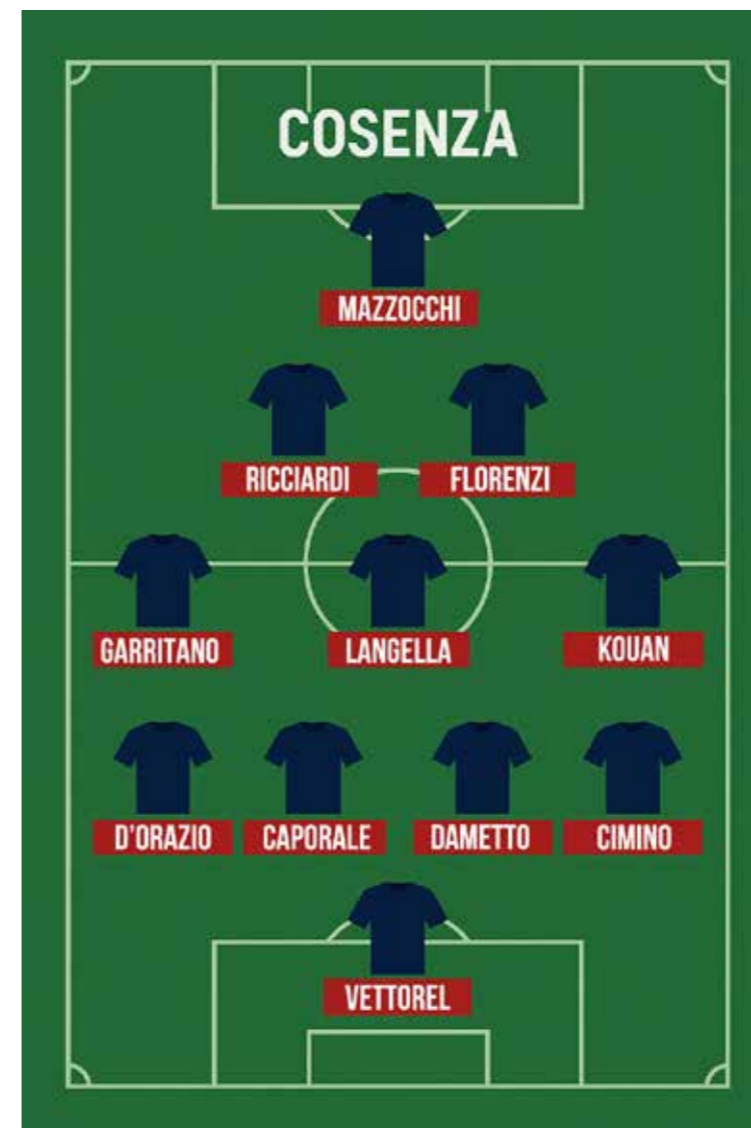 COSENZA
MAZZOCCHI
RICCIARDI FLORENZI
GARRITANO LANGELLA KOUAN
D'ORAZIO CAPORALE DAMETTO CIMINO
VETTOREL